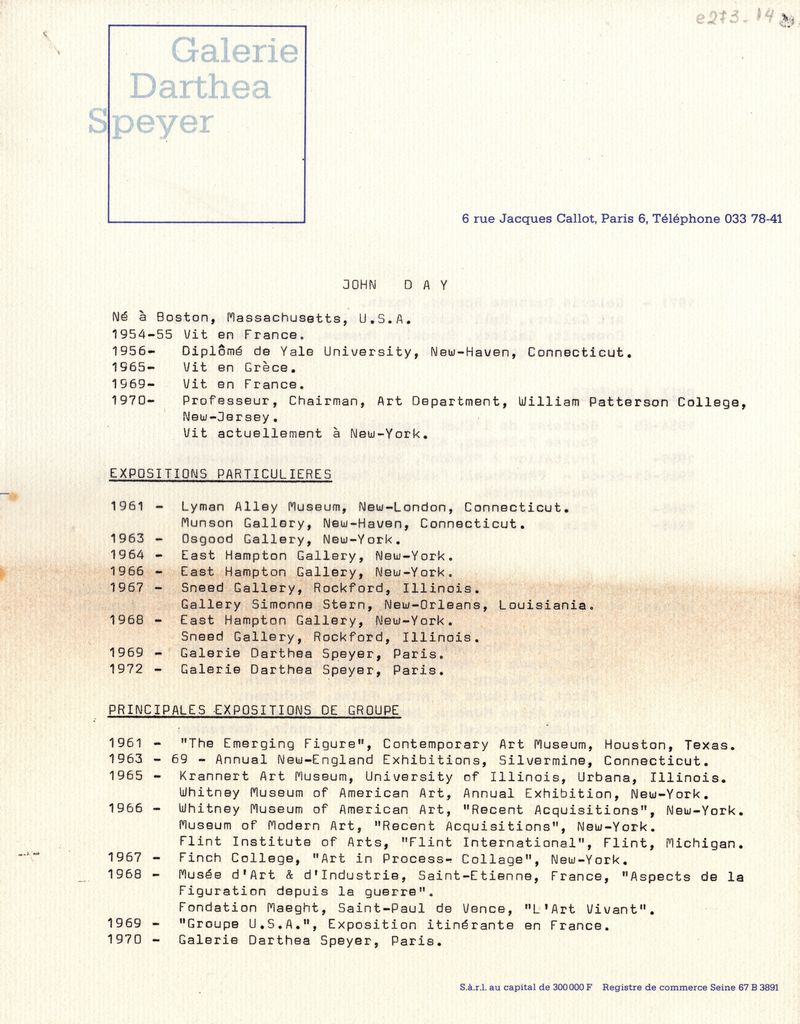 e273.14
Galerie
Darthea
Speyer
6 rue Jacques Callot, Paris 6, Téléphone 033 78-41
JOHN D A Y
Né à Boston, Massachusetts, U.S.A.
1954-55 Vit en France.
1956- Diplômé de Yale University, New-Haven, Connecticut.
1965- Vit en Grèce.
1969- Vit en France.
1970- Professeur, Chairman, Art Department, William Patterson College,
New-Jersey.
Vit actuellement à New-York.
EXPOSITIONS PARTICULIERES
1961 - Lyman Alley Museum, New-London, Connecticut.
Munson Gallery, New-Haven, Connecticut.
1963 - Osgood Gallery, New-York.
1964 - East Hampton Gallery, New-York.
1966 - East Hampton Gallery, New-York.
1967 - Sneed Gallery, Rockford, Illinois.
Gallery Simonne Stern, New-Orleans, Louisiania.
1968 - East Hampton Gallery, New-York.
Sneed Gallery, Rockford, Illinois.
1969 - Galerie Darthea Speyer, Paris.
1972 - Galerie Darthea Speyer, Paris.
PRINCIPALES EXPOSITIONS DE GROUPE
1961 - "The Emerging Figure", Contemporary Art Museum, Houston, Texas.
1963 - 69 - Annual New-England Exhibitions, Silvermine, Connecticut.
1965 - Krannert Art Museum, University of Illinois, Urbana, Illinois.
Whitney Museum of American Art, Annual Exhibition, New-York.
1966 - Whitney Museum of American Art, "Recent Acquisitions", New-York.
Museum of Modern Art, "Recent Acquisitions", New-York.
Flint Institute of Arts, "Flint International", Flint, Michigan.
1967 - Finch College, "Art in Process- Collage", New-York.
1968 - Musée d'Art & d'Industrie, Saint-Etienne, France, "Aspects de la
Figuration depuis la guerre".
Fondation Maeght, Saint-Paul de Vence, "L'Art Vivant".
1969 - "Groupe U.S.A.", Exposition itinérante en France.
1970 - Galerie Darthea Speyer, Paris.
S.à.r.l. au capital de 300 000 F Registre de commerce Seine 67 B 3891